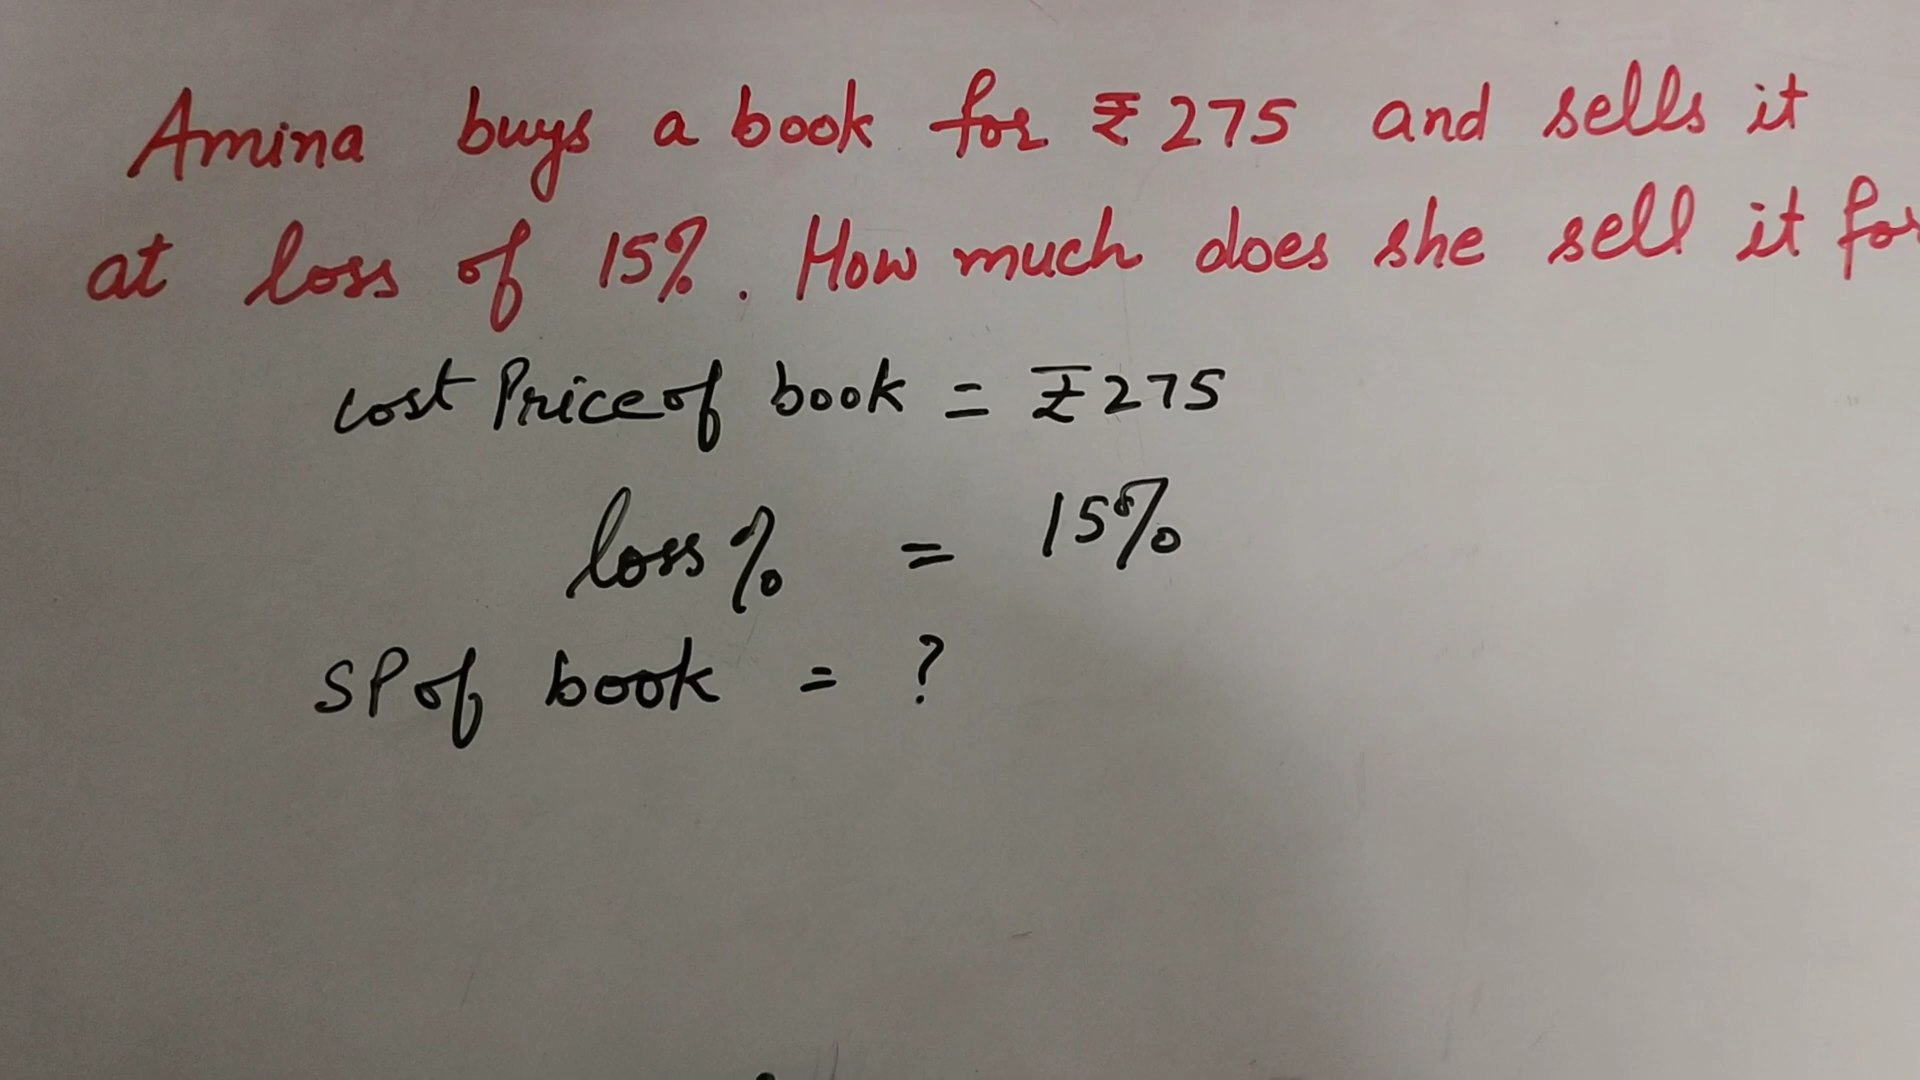 Amina buys a book for ₹ 275 and sells it
at loss of 15%. How much does she sell it for
cost Price of book = ₹ 275
loss % = 15%
SP of book = ?